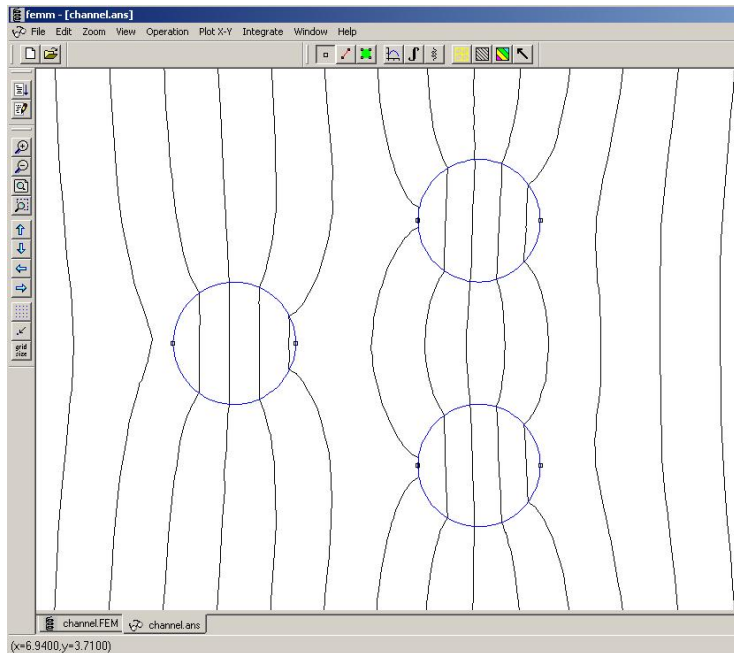 femm - [channel.ans]
File Edit Zoom View Operation Plot X-Y Integrate Window Help
grid
size
channel.FEM channel.ans
(x=6.9400,y=3.7100)